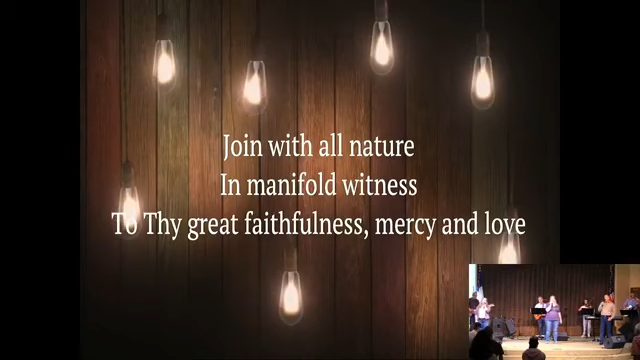 Join with all nature
In manifold witness
To Thy great faithfulness, mercy and love